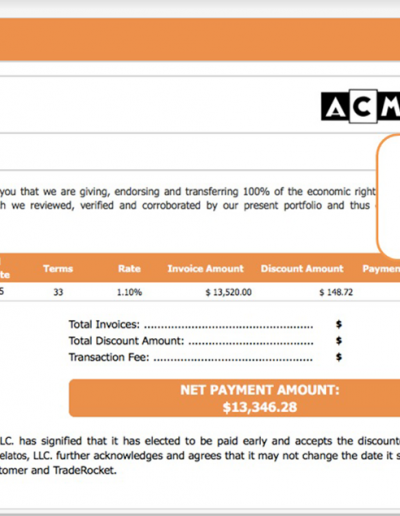 ACM
you that we are giving, endorsing and transferring 100% of the economic right
h we reviewed, verified and corroborated by our present portfolio and thus
te Terms Rate Invoice Amount Discount Amount Paymen
5 33 1.10% $ 13,520.00 $ 148.72
Total Invoices: ................................................... $
Total Discount Amount: ...................................... $
Transaction Fee: ................................................ $
NET PAYMENT AMOUNT:
$13,346.28
LC. has signified that it has elected to be paid early and accepts the discount
elatos, LLC. further acknowledges and agrees that it may not change the date it s
tomer and TradeRocket.